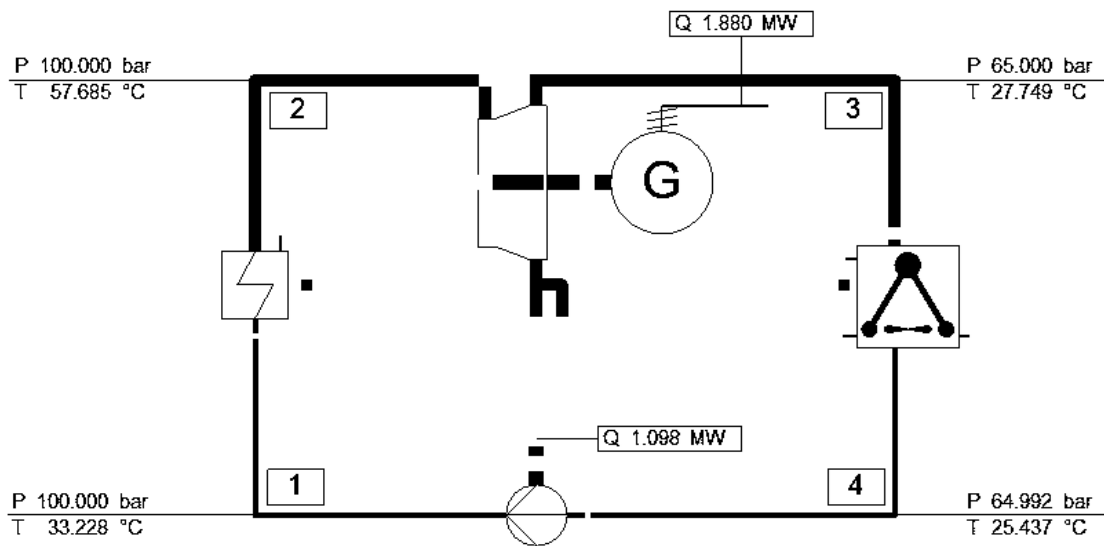 Q 1.880 MW
P 100.000 bar
T 57.685 °C
P 65.000 bar
T 27.749 °C
2
3
G
h
Q 1.098 MW
1
4
P 100.000 bar
T 33.228 °C
P 64.992 bar
T 25.437 °C